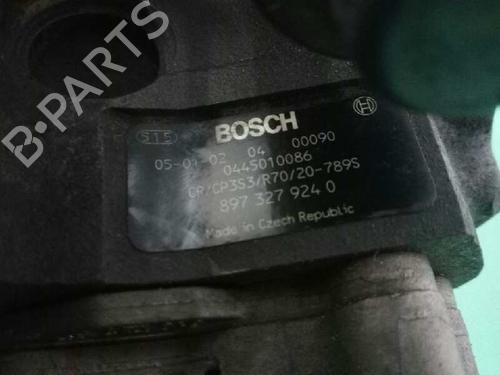 BOSCH
05-01-02 04 00090
0445010086
CR/CP3S3/R70/20-789S
897 327 924 0
Made in Czech Republic
B-PARTS